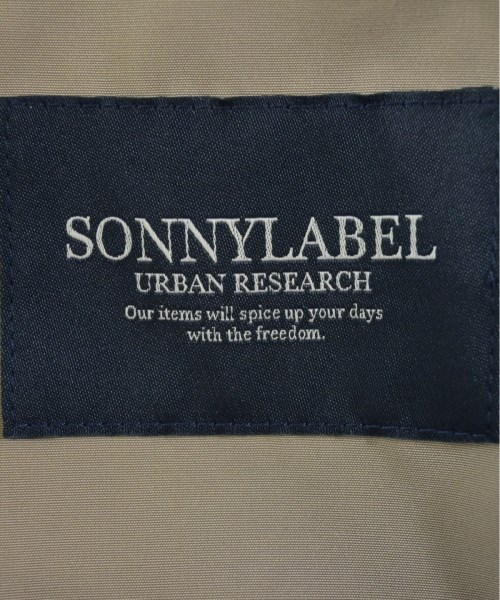 SONNYLABEL
URBAN RESEARCH
Our items will spice up your days
with the freedom.